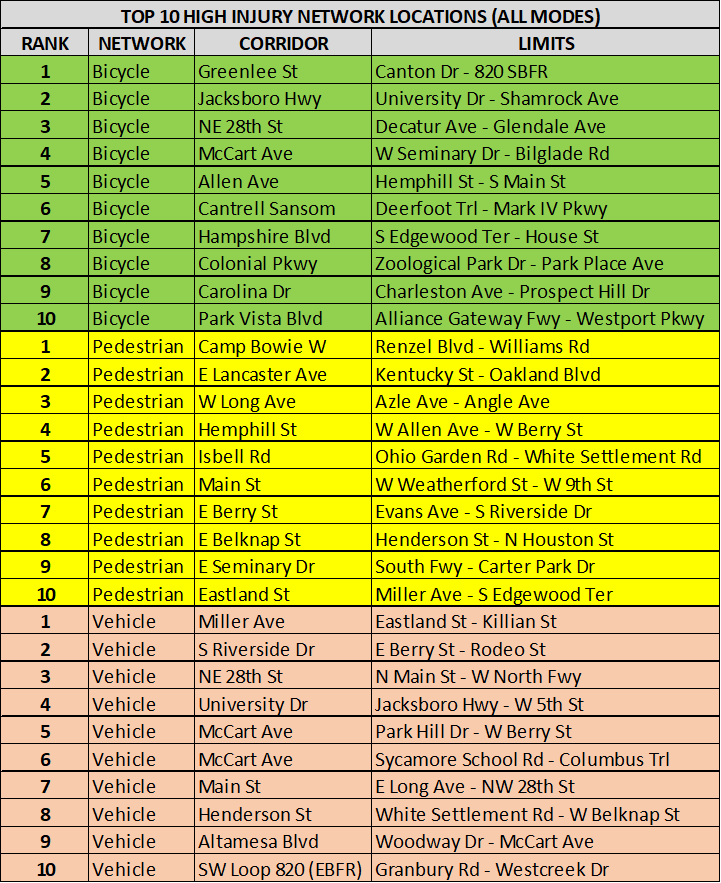 TOP 10 HIGH INJURY NETWORK LOCATIONS (ALL MODES)
RANK NETWORK CORRIDOR LIMITS
1 Bicycle Greenlee St Canton Dr - 820 SBFR
2 Bicycle Jacksboro Hwy University Dr - Shamrock Ave
3 Bicycle NE 28th St Decatur Ave - Glendale Ave
4 Bicycle McCart Ave W Seminary Dr - Bilglade Rd
5 Bicycle Allen Ave Hemphill St - S Main St
6 Bicycle Cantrell Sansom Deerfoot Trl - Mark IV Pkwy
7 Bicycle Hampshire Blvd S Edgewood Ter - House St
8 Bicycle Colonial Pkwy Zoological Park Dr - Park Place Ave
9 Bicycle Carolina Dr Charleston Ave - Prospect Hill Dr
10 Bicycle Park Vista Blvd Alliance Gateway Fwy - Westport Pkwy
1 Pedestrian Camp Bowie W Renzel Blvd - Williams Rd
2 Pedestrian E Lancaster Ave Kentucky St - Oakland Blvd
3 Pedestrian W Long Ave Azle Ave - Angle Ave
4 Pedestrian Hemphill St W Allen Ave - W Berry St
5 Pedestrian Isbell Rd Ohio Garden Rd - White Settlement Rd
6 Pedestrian Main St W Weatherford St - W 9th St
7 Pedestrian E Berry St Evans Ave - S Riverside Dr
8 Pedestrian E Belknap St Henderson St - N Houston St
9 Pedestrian E Seminary Dr South Fwy - Carter Park Dr
10 Pedestrian Eastland St Miller Ave - S Edgewood Ter
1 Vehicle Miller Ave Eastland St - Killian St
2 Vehicle S Riverside Dr E Berry St - Rodeo St
3 Vehicle NE 28th St N Main St - W North Fwy
4 Vehicle University Dr Jacksboro Hwy - W 5th St
5 Vehicle McCart Ave Park Hill Dr - W Berry St
6 Vehicle McCart Ave Sycamore School Rd - Columbus Trl
7 Vehicle Main St E Long Ave - NW 28th St
8 Vehicle Henderson St White Settlement Rd - W Belknap St
9 Vehicle Altamesa Blvd Woodway Dr - McCart Ave
10 Vehicle SW Loop 820 (EBFR) Granbury Rd - Westcreek Dr